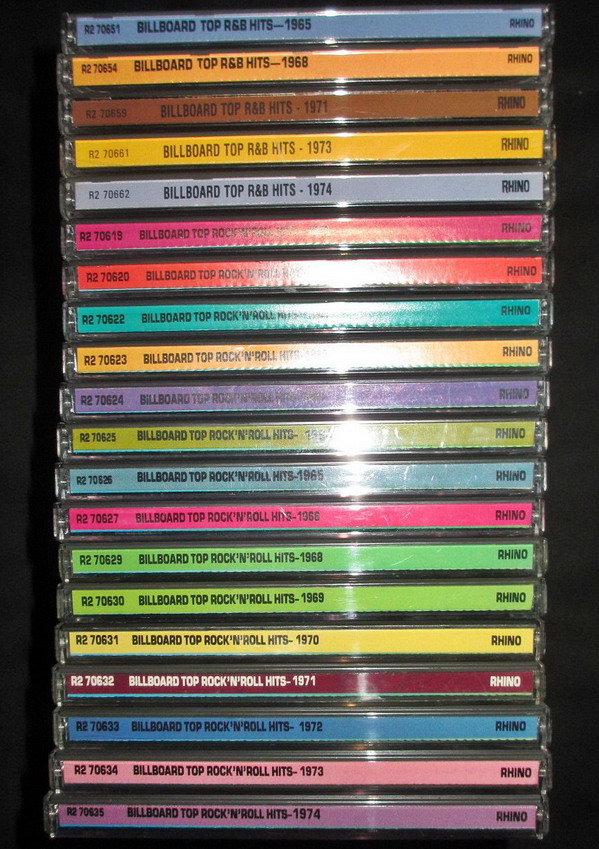 R2 70651 BILLBOARD TOP R&B HITS—1965 RHINO
R2 70654 BILLBOARD TOP R&B HITS—1968 RHINO
R2 70659 BILLBOARD TOP R&B HITS - 1971 RHINO
R2 70661 BILLBOARD TOP R&B HITS - 1973 RHINO
R2 70662 BILLBOARD TOP R&B HITS - 1974 RHINO
R2 70619 BILLBOARD TOP ROCK'N'ROLL RHINO
R2 70620 BILLBOARD TOP ROCK'N'ROLL RHINO
R2 70622 BILLBOARD TOP ROCK'N'ROLL HITS RHINO
R2 70623 BILLBOARD TOP ROCK'N'ROLL HITS RHINO
R2 70624 BILLBOARD TOP ROCK'N'ROLL HITS RHINO
R2 70625 BILLBOARD TOP ROCK'N'ROLL HITS- RHINO
R2 70626 BILLBOARD TOP ROCK'N'ROLL HITS-1965 RHINO
R2 70627 BILLBOARD TOP ROCK'N'ROLL HITS-1966 RHINO
R2 70629 BILLBOARD TOP ROCK'N'ROLL HITS-1968 RHINO
R2 70630 BILLBOARD TOP ROCK'N'ROLL HITS- 1969 RHINO
R2 70631 BILLBOARD TOP ROCK'N'ROLL HITS- 1970 RHINO
R2 70632 BILLBOARD TOP ROCK'N'ROLL HITS-1971 RHINO
R2 70633 BILLBOARD TOP ROCK'N'ROLL HITS- 1972 RHINO
R2 70634 BILLBOARD TOP ROCK'N'ROLL HITS- 1973 RHINO
R2 70635 BILLBOARD TOP ROCK'N'ROLL HITS-1974 RHINO